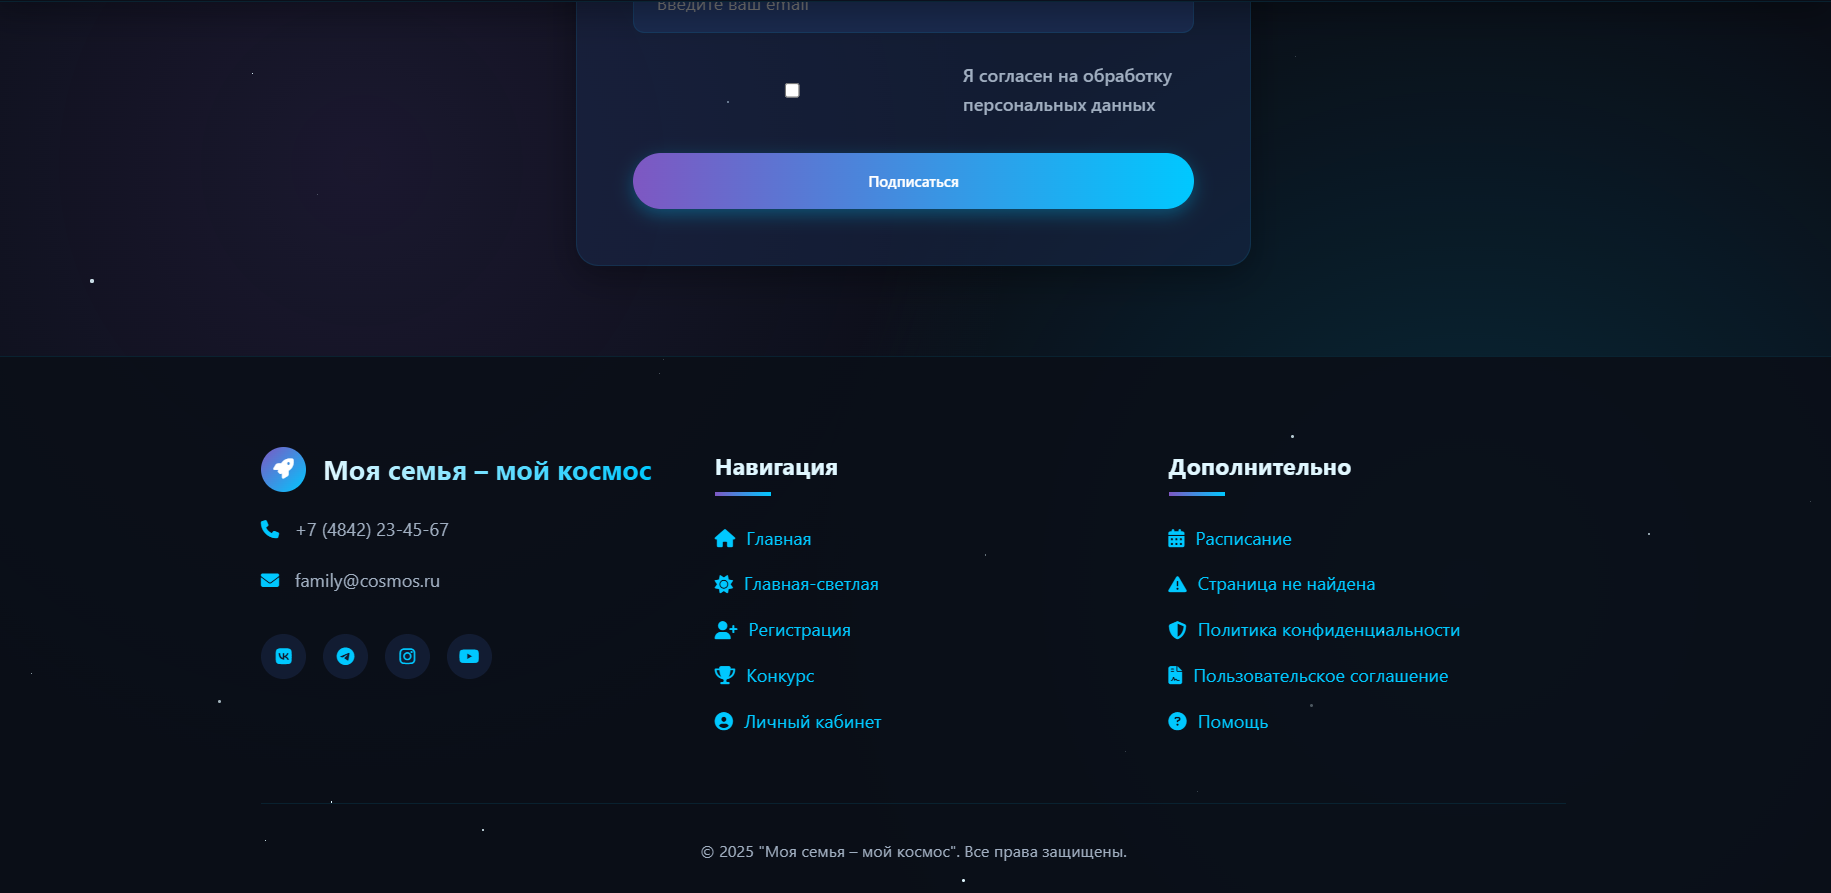 Введите ваш email
Я согласен на обработку
персональных данных
Подписаться
Моя семья – мой космос
+7 (4842) 23-45-67
family@cosmos.ru
Навигация
Главная
Главная-светлая
Регистрация
Конкурс
Личный кабинет
Дополнительно
Расписание
Страница не найдена
Политика конфиденциальности
Пользовательское соглашение
Помощь
© 2025 "Моя семья – мой космос". Все права защищены.